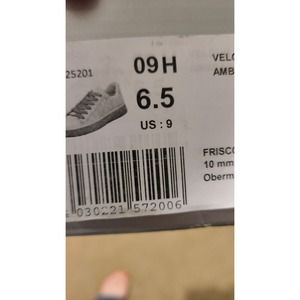 25201
09H
VELO
AMB
6.5
US : 9
FRISCO
10 mm
Oberm
030221 572006